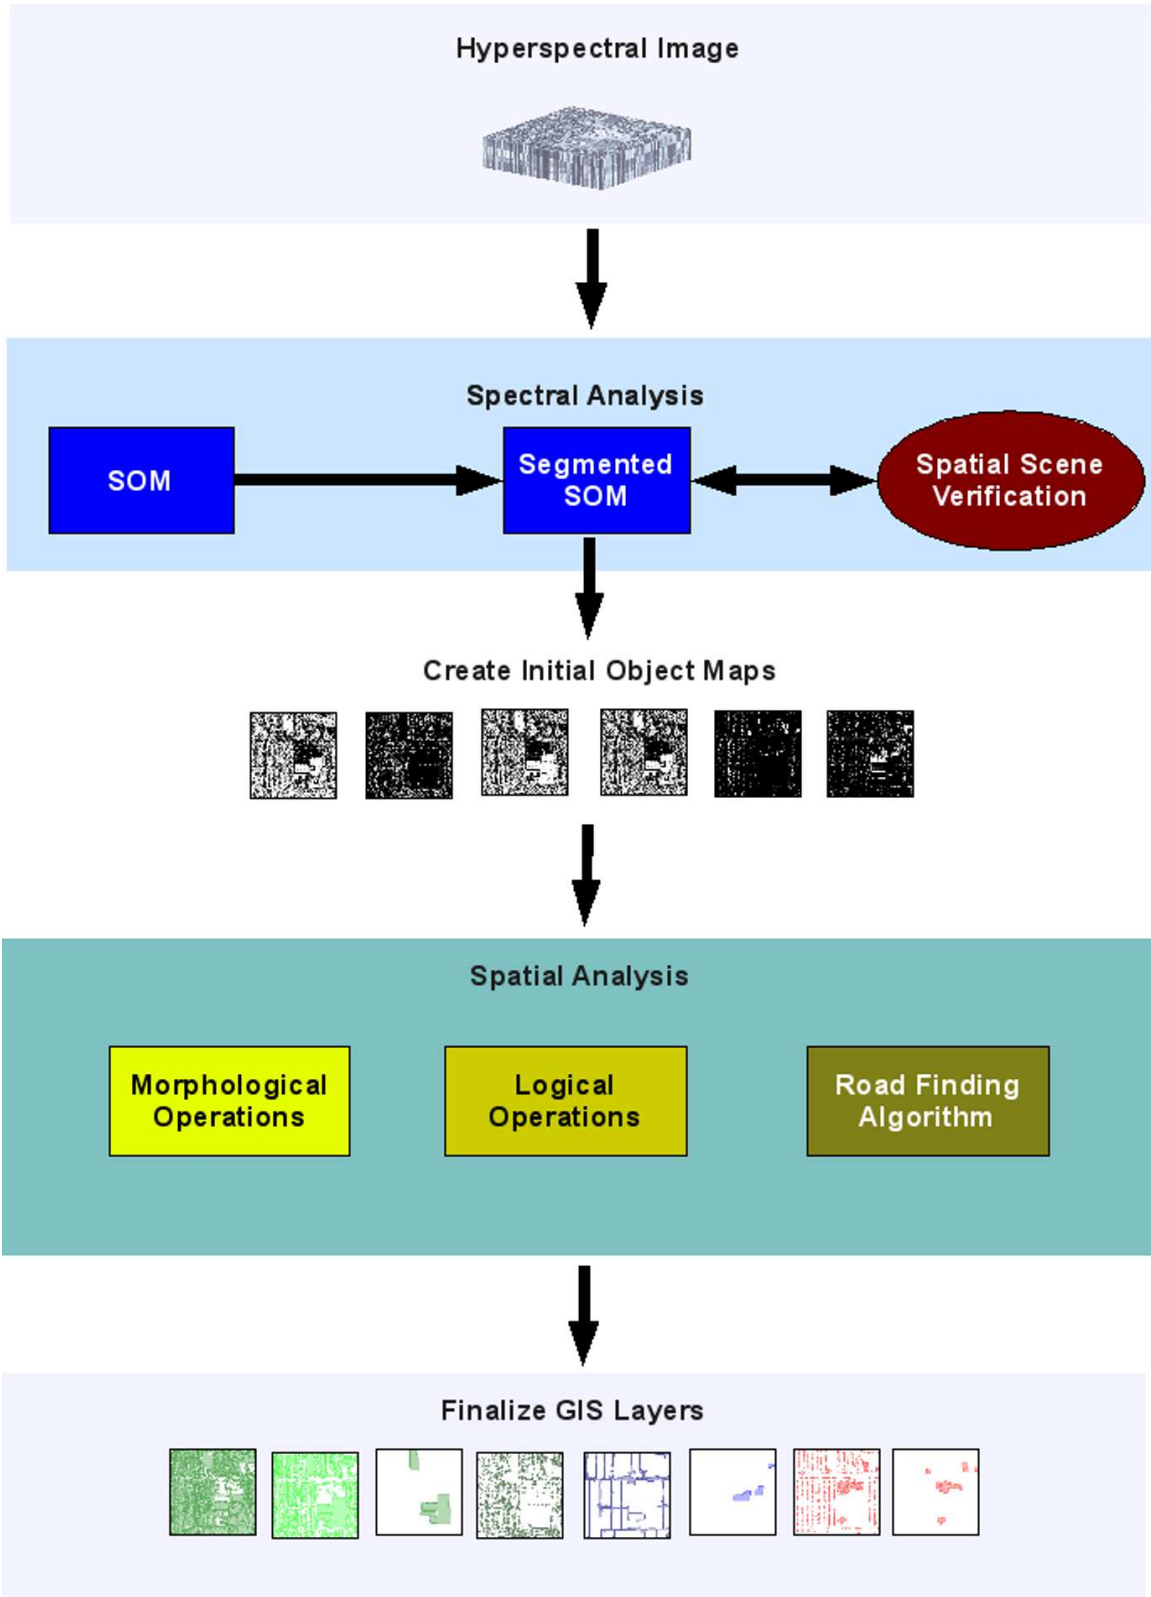 Hyperspectral Image
Spectral Analysis
SOM
Segmented
SOM
Spatial Scene
Verification
Create Initial Object Maps
Spatial Analysis
Morphological
Operations
Logical
Operations
Road Finding
Algorithm
Finalize GIS Layers